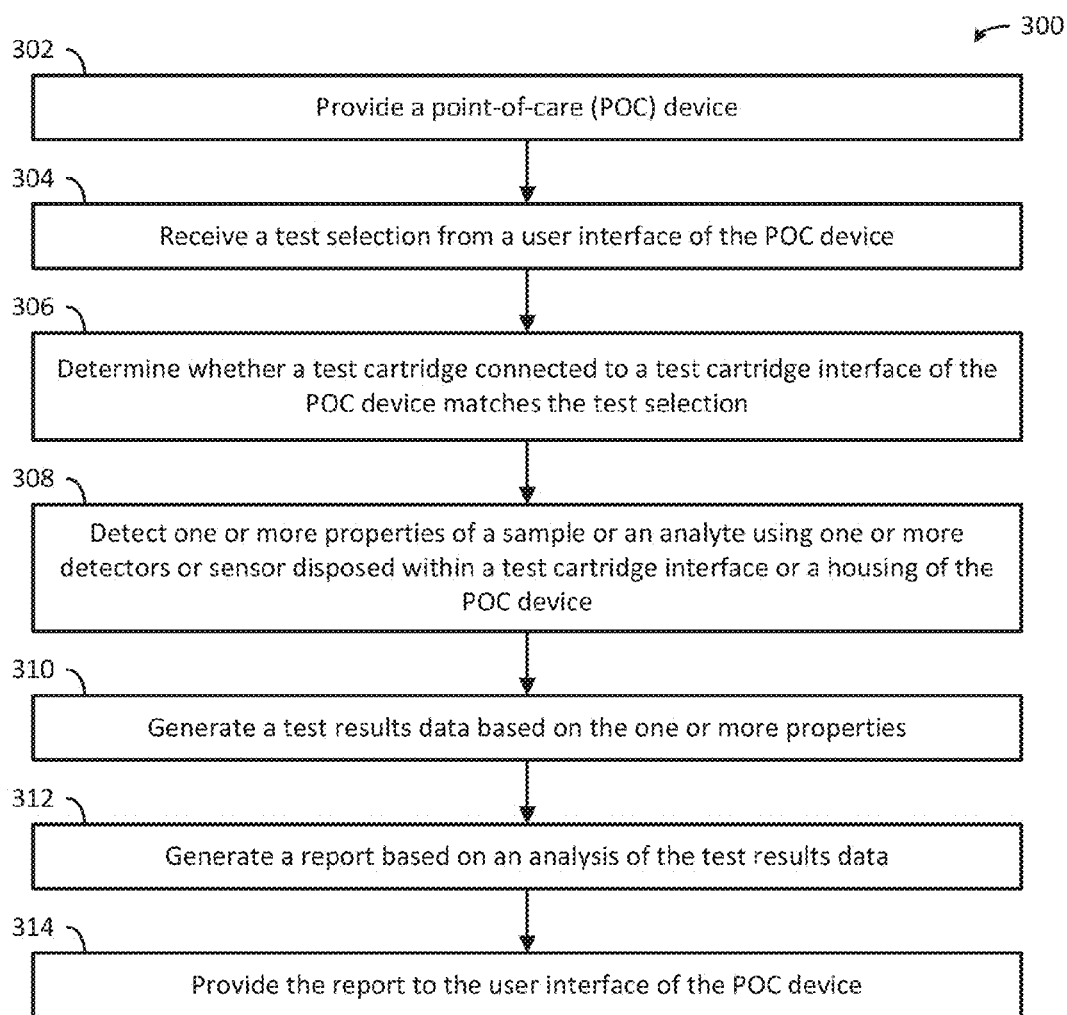 300
302
Provide a point-of-care (POC) device
304
Receive a test selection from a user interface of the POC device
306
Determine whether a test cartridge connected to a test cartridge interface of the
POC device matches the test selection
308
Detect one or more properties of a sample or an analyte using one or more
detectors or sensor disposed within a test cartridge interface or a housing of the
POC device
310
Generate a test results data based on the one or more properties
312
Generate a report based on an analysis of the test results data
314
Provide the report to the user interface of the POC device